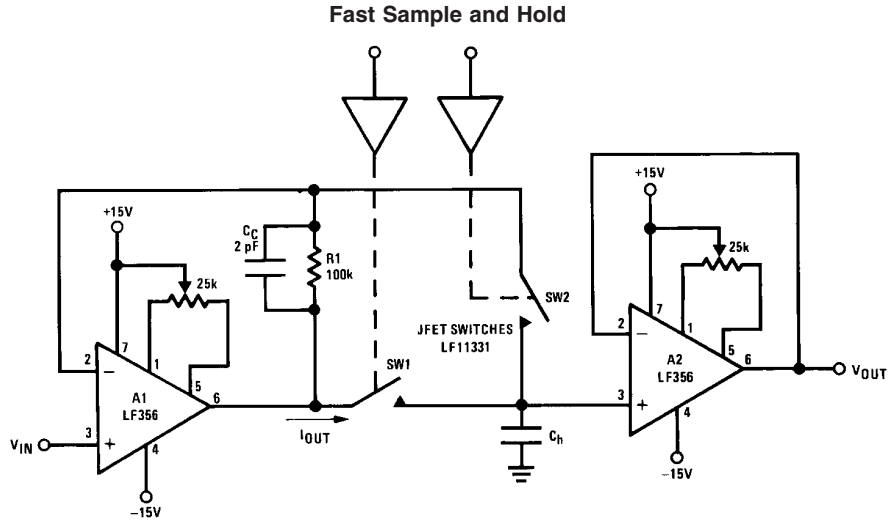 Fast Sample and Hold
+15V
25k
7
2
−
1
5
A1
LF356
6
3
+
4
VIN
−15V
CC
2 pF
R1
100k
IOUT
SW1
SW2
JFET SWITCHES
LF11331
Ch
+15V
25k
7
2
−
1
5
A2
LF356
6
3
+
4
VOUT
−15V